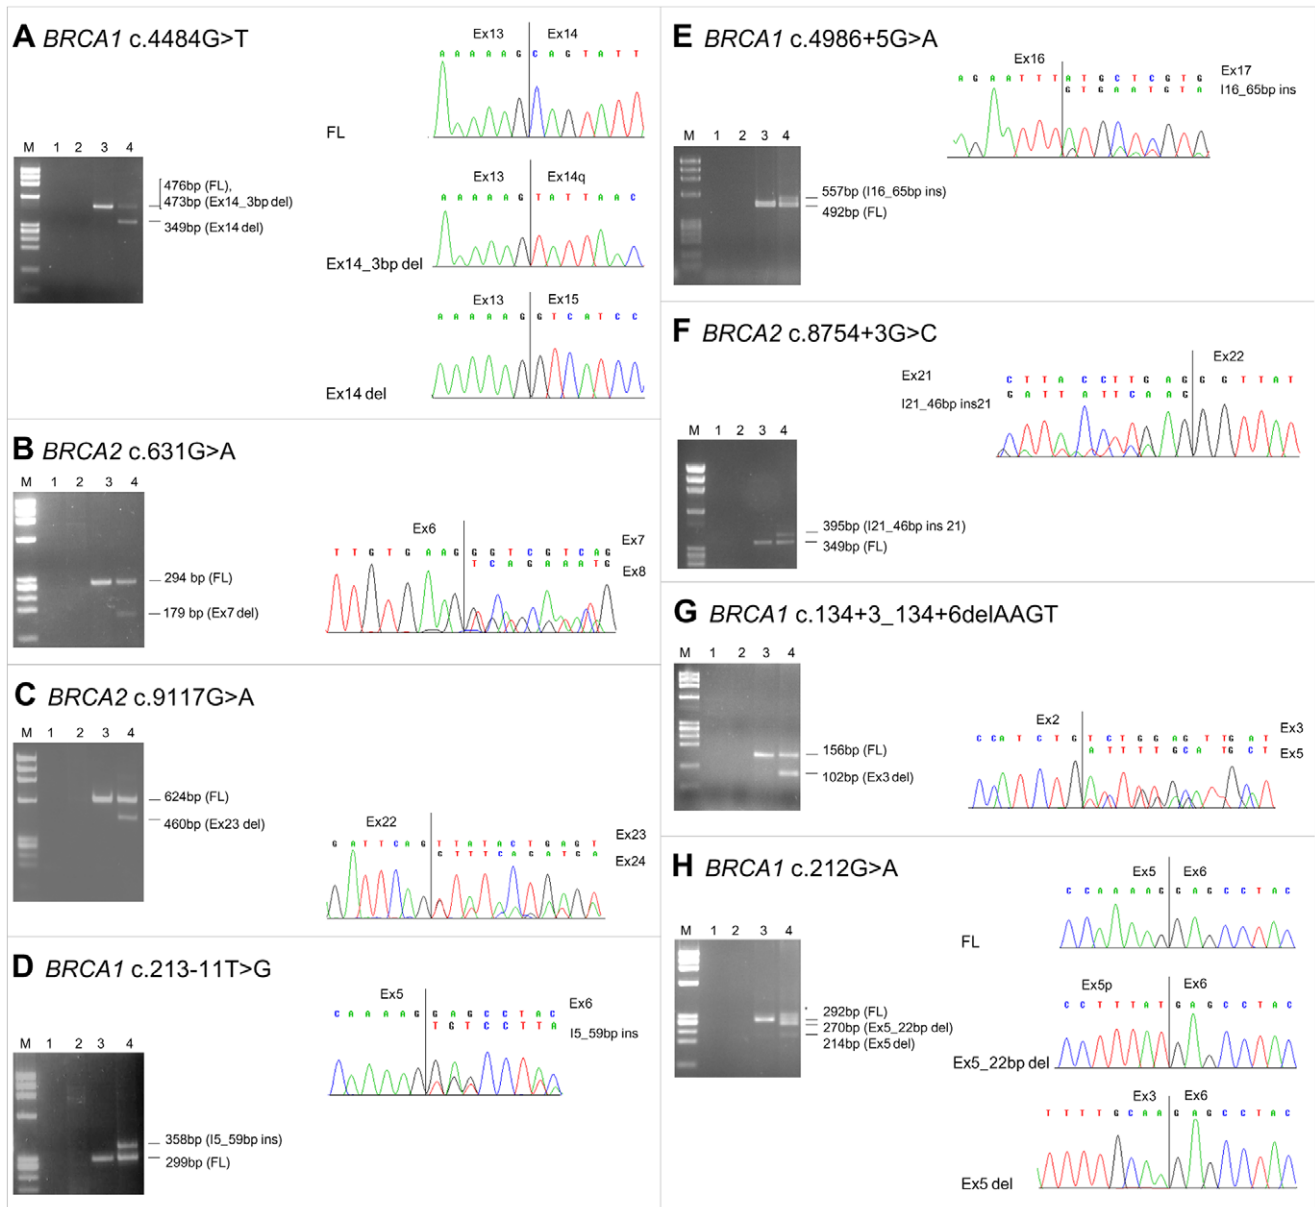 A BRCA1 c.4484G>T
Ex13 Ex14
A A A A A G C A G T A T T
FL
M 1 2 3 4
476bp (FL),
473bp (Ex14_3bp del)
349bp (Ex14 del)
Ex13 Ex14q
A A A A A G T A T T A A C
Ex14_3bp del
Ex13 Ex15
A A A A A G G T C A T C C
Ex14 del
B BRCA2 c.631G>A
M 1 2 3 4
294 bp (FL)
179 bp (Ex7 del)
Ex6
T T G T G A A G G G T C G T C A G Ex7
T C A G A A A T G Ex8
C BRCA2 c.9117G>A
M 1 2 3 4
624bp (FL)
460bp (Ex23 del)
Ex22
G A T T C A G T T A T A C T G A G T Ex23
G T T T C A G A T G A Ex24
D BRCA1 c.213-11T>G
M 1 2 3 4
358bp (I5_59bp ins)
299bp (FL)
Ex5
C A A A A G G A G C C T A C Ex6
T G T C C T T A I5_59bp ins
E BRCA1 c.4986+5G>A
Ex16
A G A A T T T A T G C T C G T G Ex17
G T G A A T G T A I16_65bp ins
M 1 2 3 4
557bp (I16_65bp ins)
492bp (FL)
F BRCA2 c.8754+3G>C
Ex22
Ex21 C T T A C C T T G A G G G T T A T
I21_46bp ins21 G A T T A T T C A A G
M 1 2 3 4
395bp (I21_46bp ins 21)
349bp (FL)
G BRCA1 c.134+3_134+6delAAGT
M 1 2 3 4
156bp (FL)
102bp (Ex3 del)
Ex2
C C A T C T G T C T G G A G T T G A T Ex3
A T T T T G C A T G C T Ex5
H BRCA1 c.212G>A
Ex5 Ex6
C C A A A A G G A G C C T A C
FL
M 1 2 3 4
292bp (FL)
270bp (Ex5_22bp del)
214bp (Ex5 del)
Ex5p Ex6
C C T T T A T G A G C C T A C
Ex5_22bp del
Ex3 Ex6
T T T T G C A A G A G C C T A C
Ex5 del